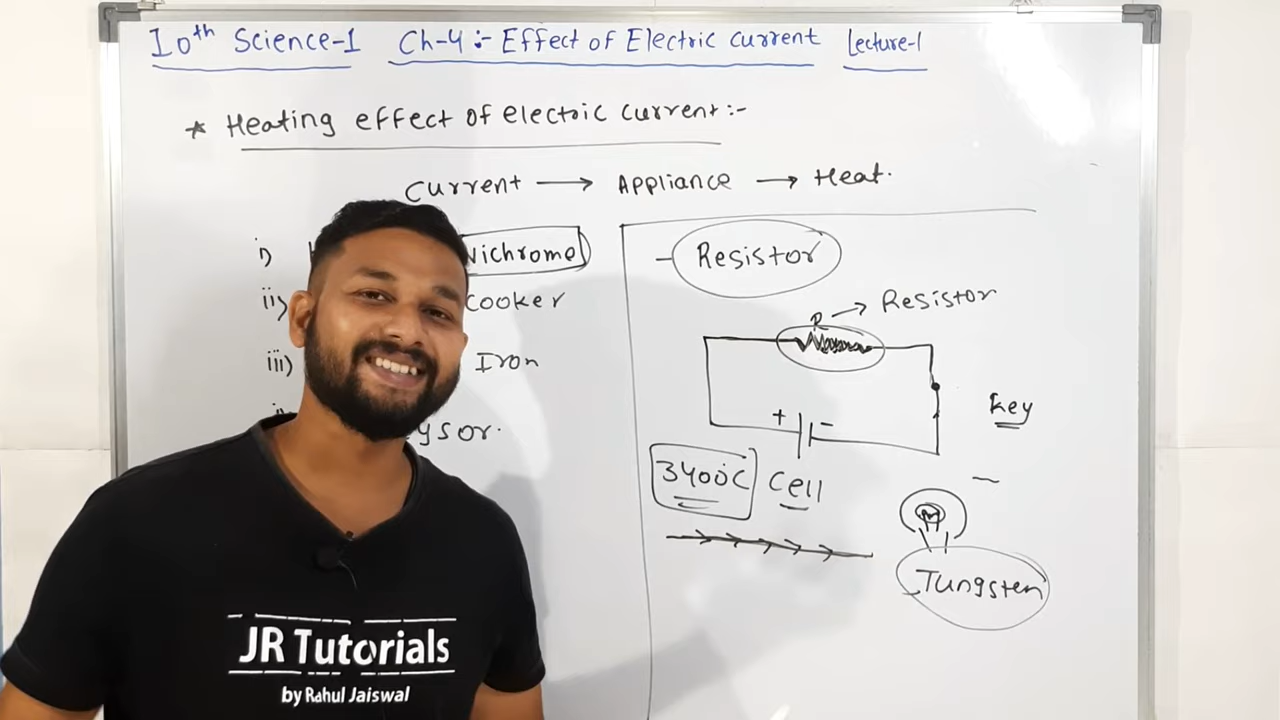 10th Science-1 Ch-4 :- Effect of Electric Current Lecture-1
* Heating effect of electric current :-
Current → Appliance → Heat.
i) Nichrome
ii) cooker
iii) Iron
ysor.
- Resistor
R → Resistor
+ -
Key
3400°C Cell
Tungsten
JR Tutorials
by Rahul Jaiswal